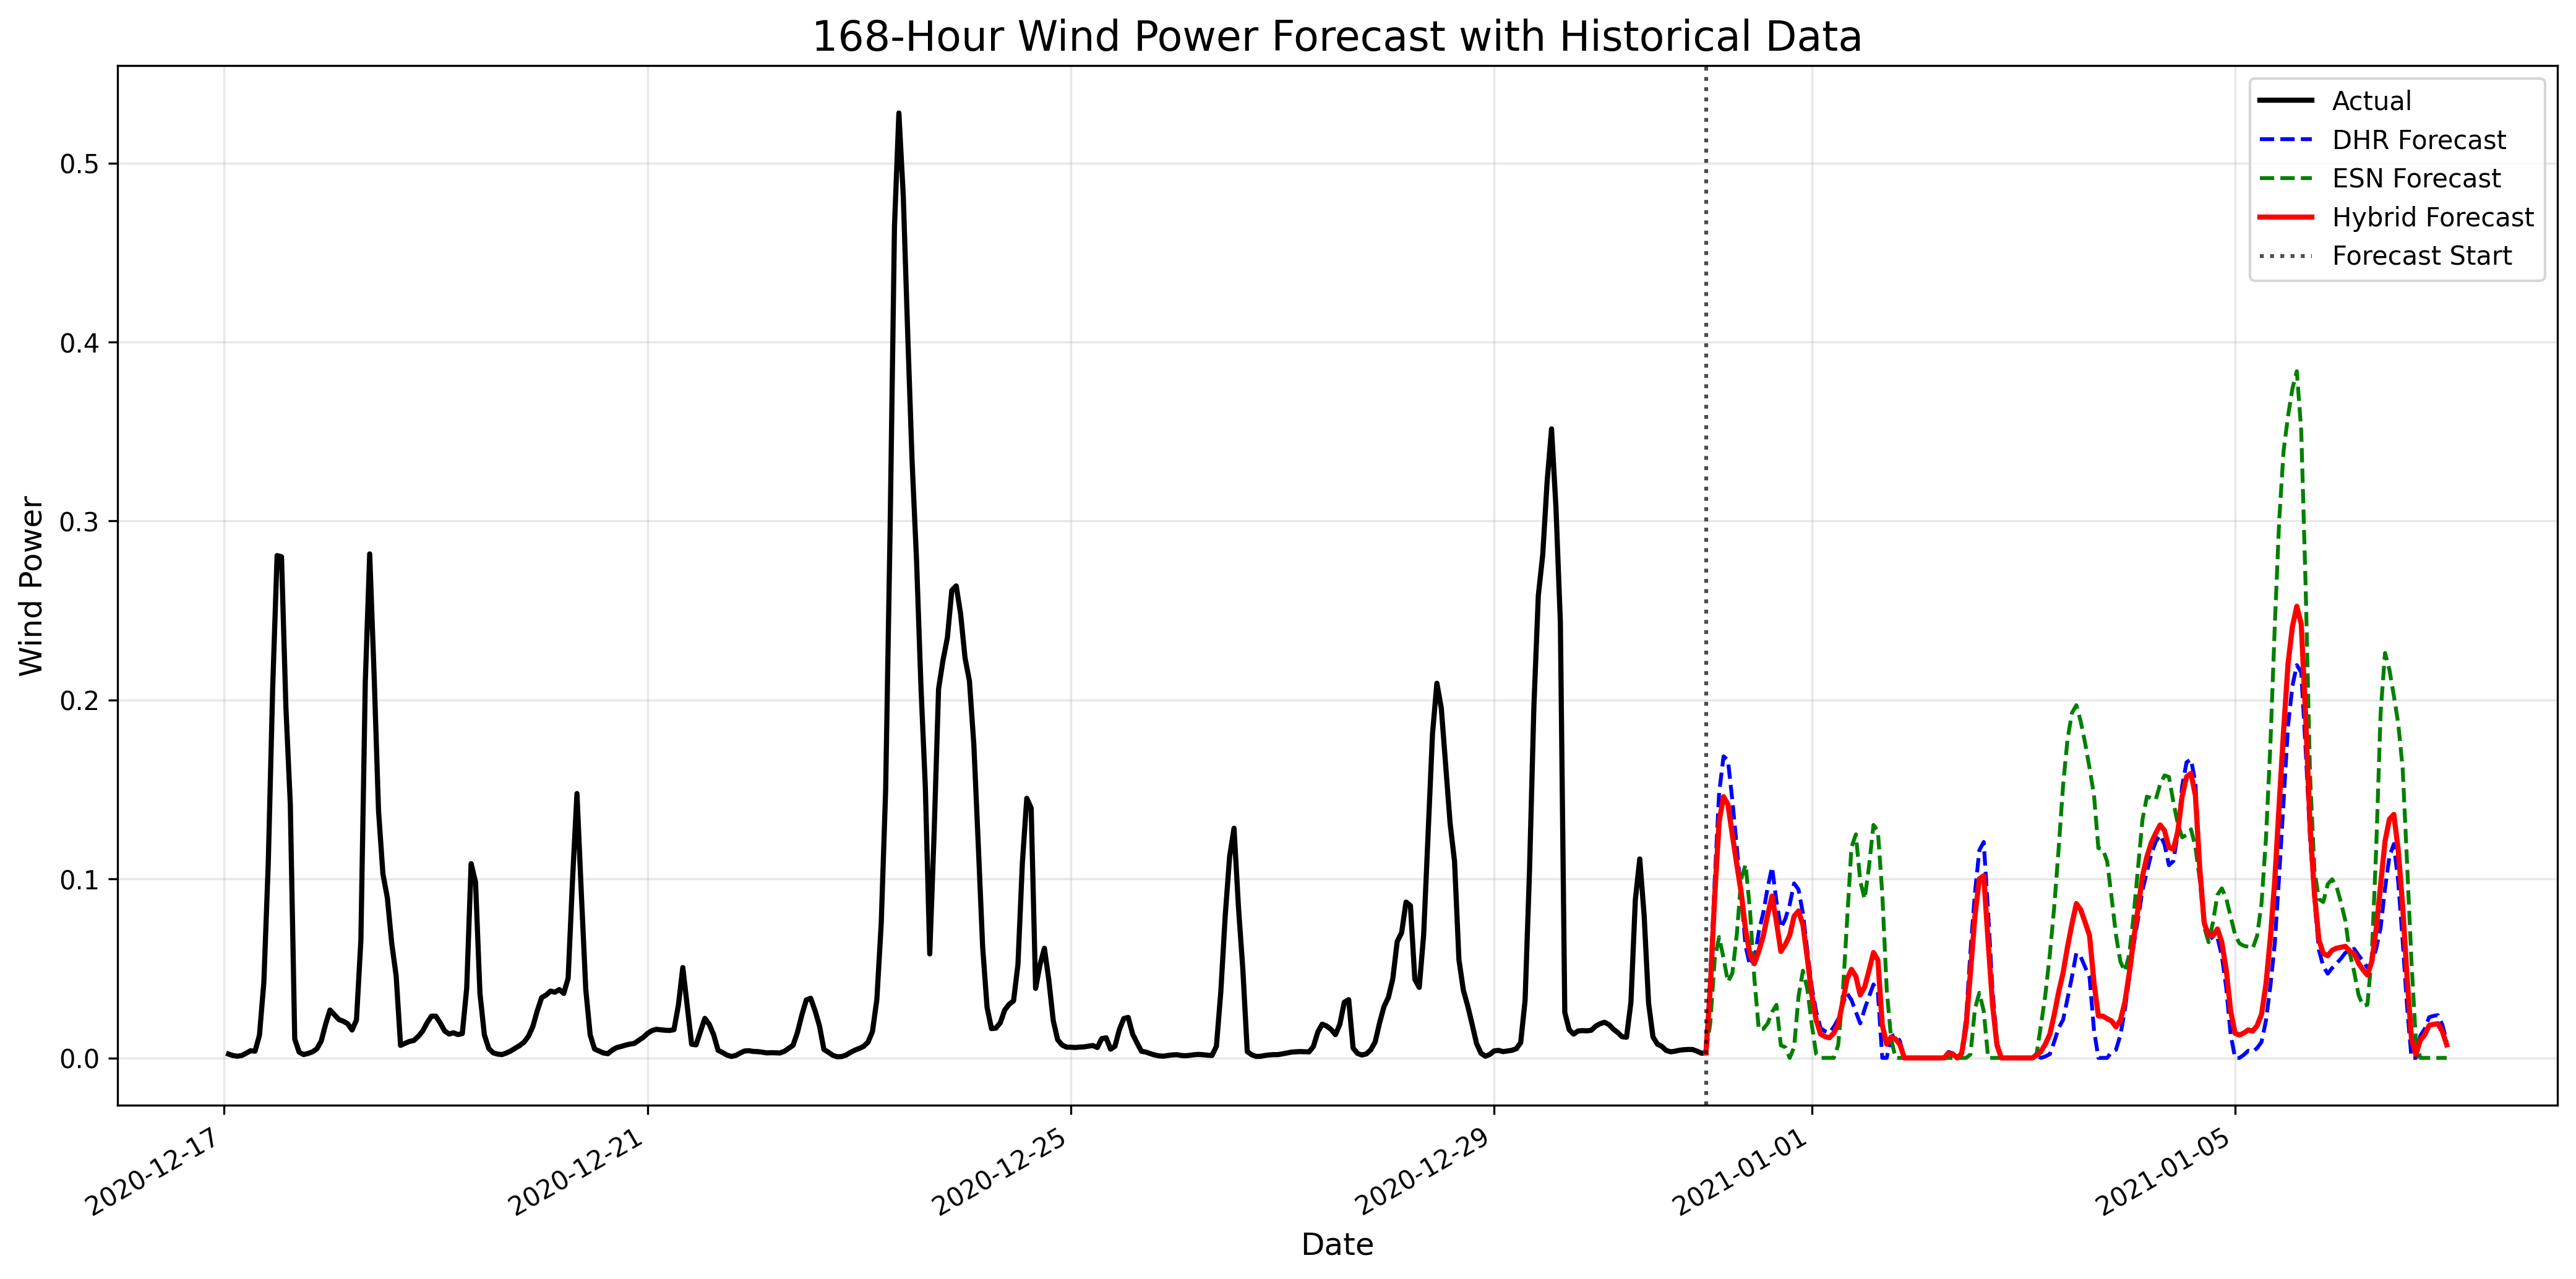 168-Hour Wind Power Forecast with Historical Data
Actual
DHR Forecast
ESN Forecast
Hybrid Forecast
Forecast Start
Wind Power
0.5
0.4
0.3
0.2
0.1
0.0
2020-12-17
2020-12-21
2020-12-25
2020-12-29
2021-01-01
2021-01-05
Date